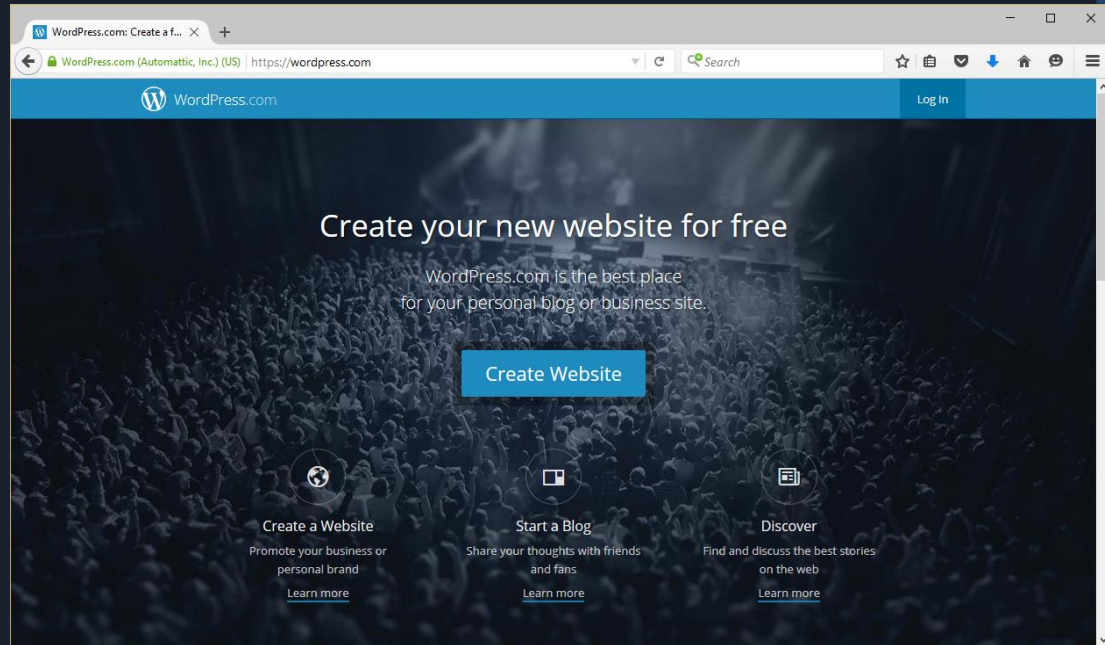 WordPress.com: Create a f...
WordPress.com (Automattic, Inc.) (US) https://wordpress.com
Search
WordPress.com
Log In
Create your new website for free
WordPress.com is the best place
for your personal blog or business site.
Create Website
Create a Website
Promote your business or
personal brand
Learn more
Start a Blog
Share your thoughts with friends
and fans
Learn more
Discover
Find and discuss the best stories
on the web
Learn more